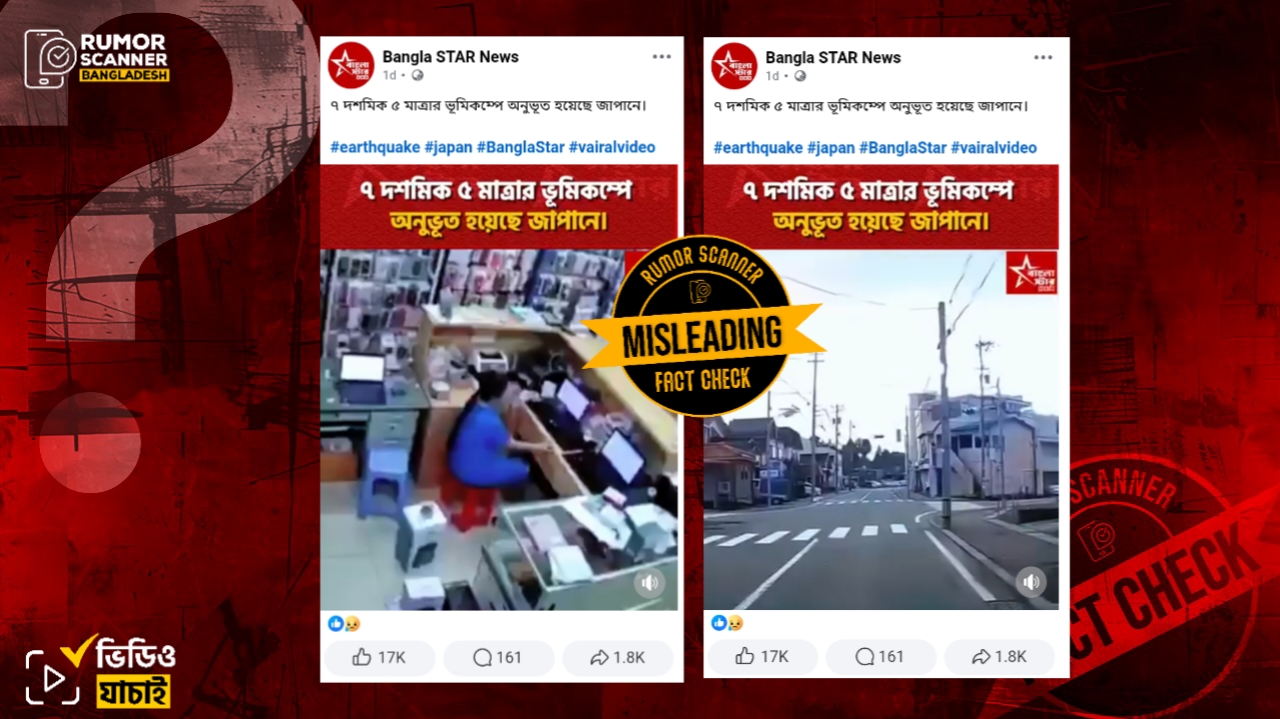 RUMOR
SCANNER
BANGLADESH
Bangla STAR News
1d
৭ দশমিক ৫ মাত্রার ভূমিকম্পে অনুভূত হয়েছে জাপানে।
#earthquake #japan #BanglaStar #vairalvideo
৭ দশমিক ৫ মাত্রার ভূমিকম্পে
অনুভূত হয়েছে জাপানে।
17K
161
1.8K
Bangla STAR News
1d
৭ দশমিক ৫ মাত্রার ভূমিকম্পে অনুভূত হয়েছে জাপানে।
#earthquake #japan #BanglaStar #vairalvideo
৭ দশমিক ৫ মাত্রার ভূমিকম্পে
অনুভূত হয়েছে জাপানে।
বাংলা
স্টার
17K
161
1.8K
RUMOR SCANNER
MISLEADING
FACT CHECK
SCANNER
CT CHECK
ভিডিও
যাচাই